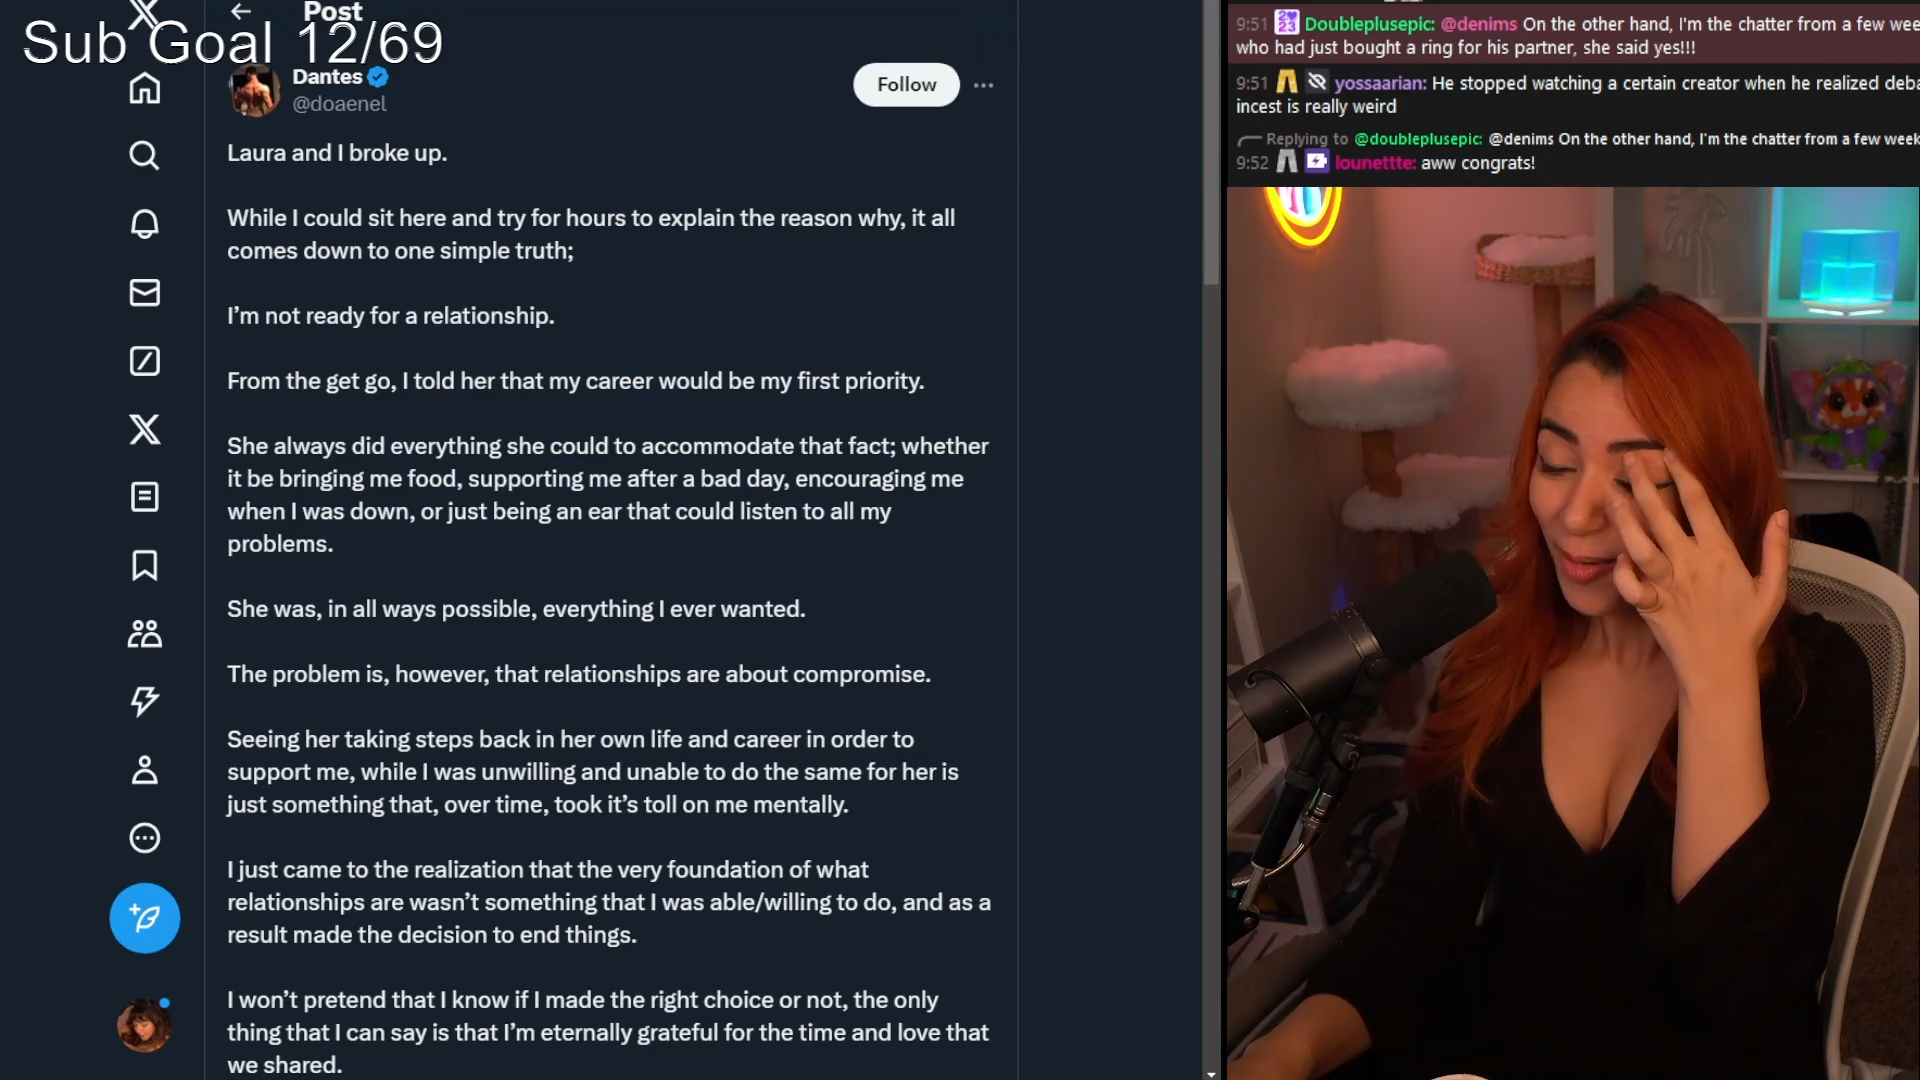 Post
Sub Goal 12/69
Dantes
@doaenel
Follow
Laura and I broke up.
While I could sit here and try for hours to explain the reason why, it all
comes down to one simple truth;
I’m not ready for a relationship.
From the get go, I told her that my career would be my first priority.
She always did everything she could to accommodate that fact; whether
it be bringing me food, supporting me after a bad day, encouraging me
when I was down, or just being an ear that could listen to all my
problems.
She was, in all ways possible, everything I ever wanted.
The problem is, however, that relationships are about compromise.
Seeing her taking steps back in her own life and career in order to
support me, while I was unwilling and unable to do the same for her is
just something that, over time, took it’s toll on me mentally.
I just came to the realization that the very foundation of what
relationships are wasn’t something that I was able/willing to do, and as a
result made the decision to end things.
I won’t pretend that I know if I made the right choice or not, the only
thing that I can say is that I’m eternally grateful for the time and love that
we shared.
9:51 Doubleplusepic: @denims On the other hand, I'm the chatter from a few wee
who had just bought a ring for his partner, she said yes!!!
9:51 yossaarian: He stopped watching a certain creator when he realized deba
incest is really weird
Replying to @doubleplusepic: @denims On the other hand, I'm the chatter from a few week
9:52 lounettte: aww congrats!